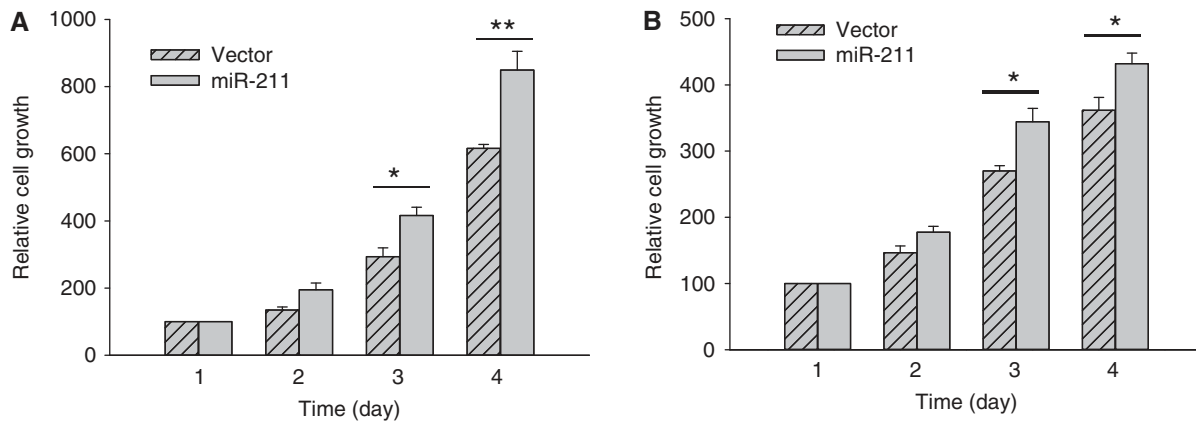 A
1000
800
600
400
200
0
Relative cell growth
Vector
miR-211
*
**
1 2 3 4
Time (day)
B
500
400
300
200
100
0
Relative cell growth
Vector
miR-211
*
*
1 2 3 4
Time (day)